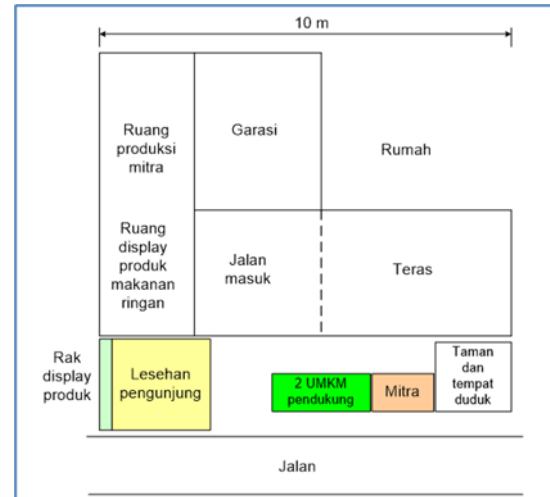 10 m
Ruang
produksi
mitra
Garasi
Rumah
Ruang
display
produk
makanan
ringan
Jalan
masuk
Teras
Rak
display
produk
Lesehan
pengunjung
2 UMKM
pendukung
Mitra
Taman
dan
tempat
duduk
Jalan